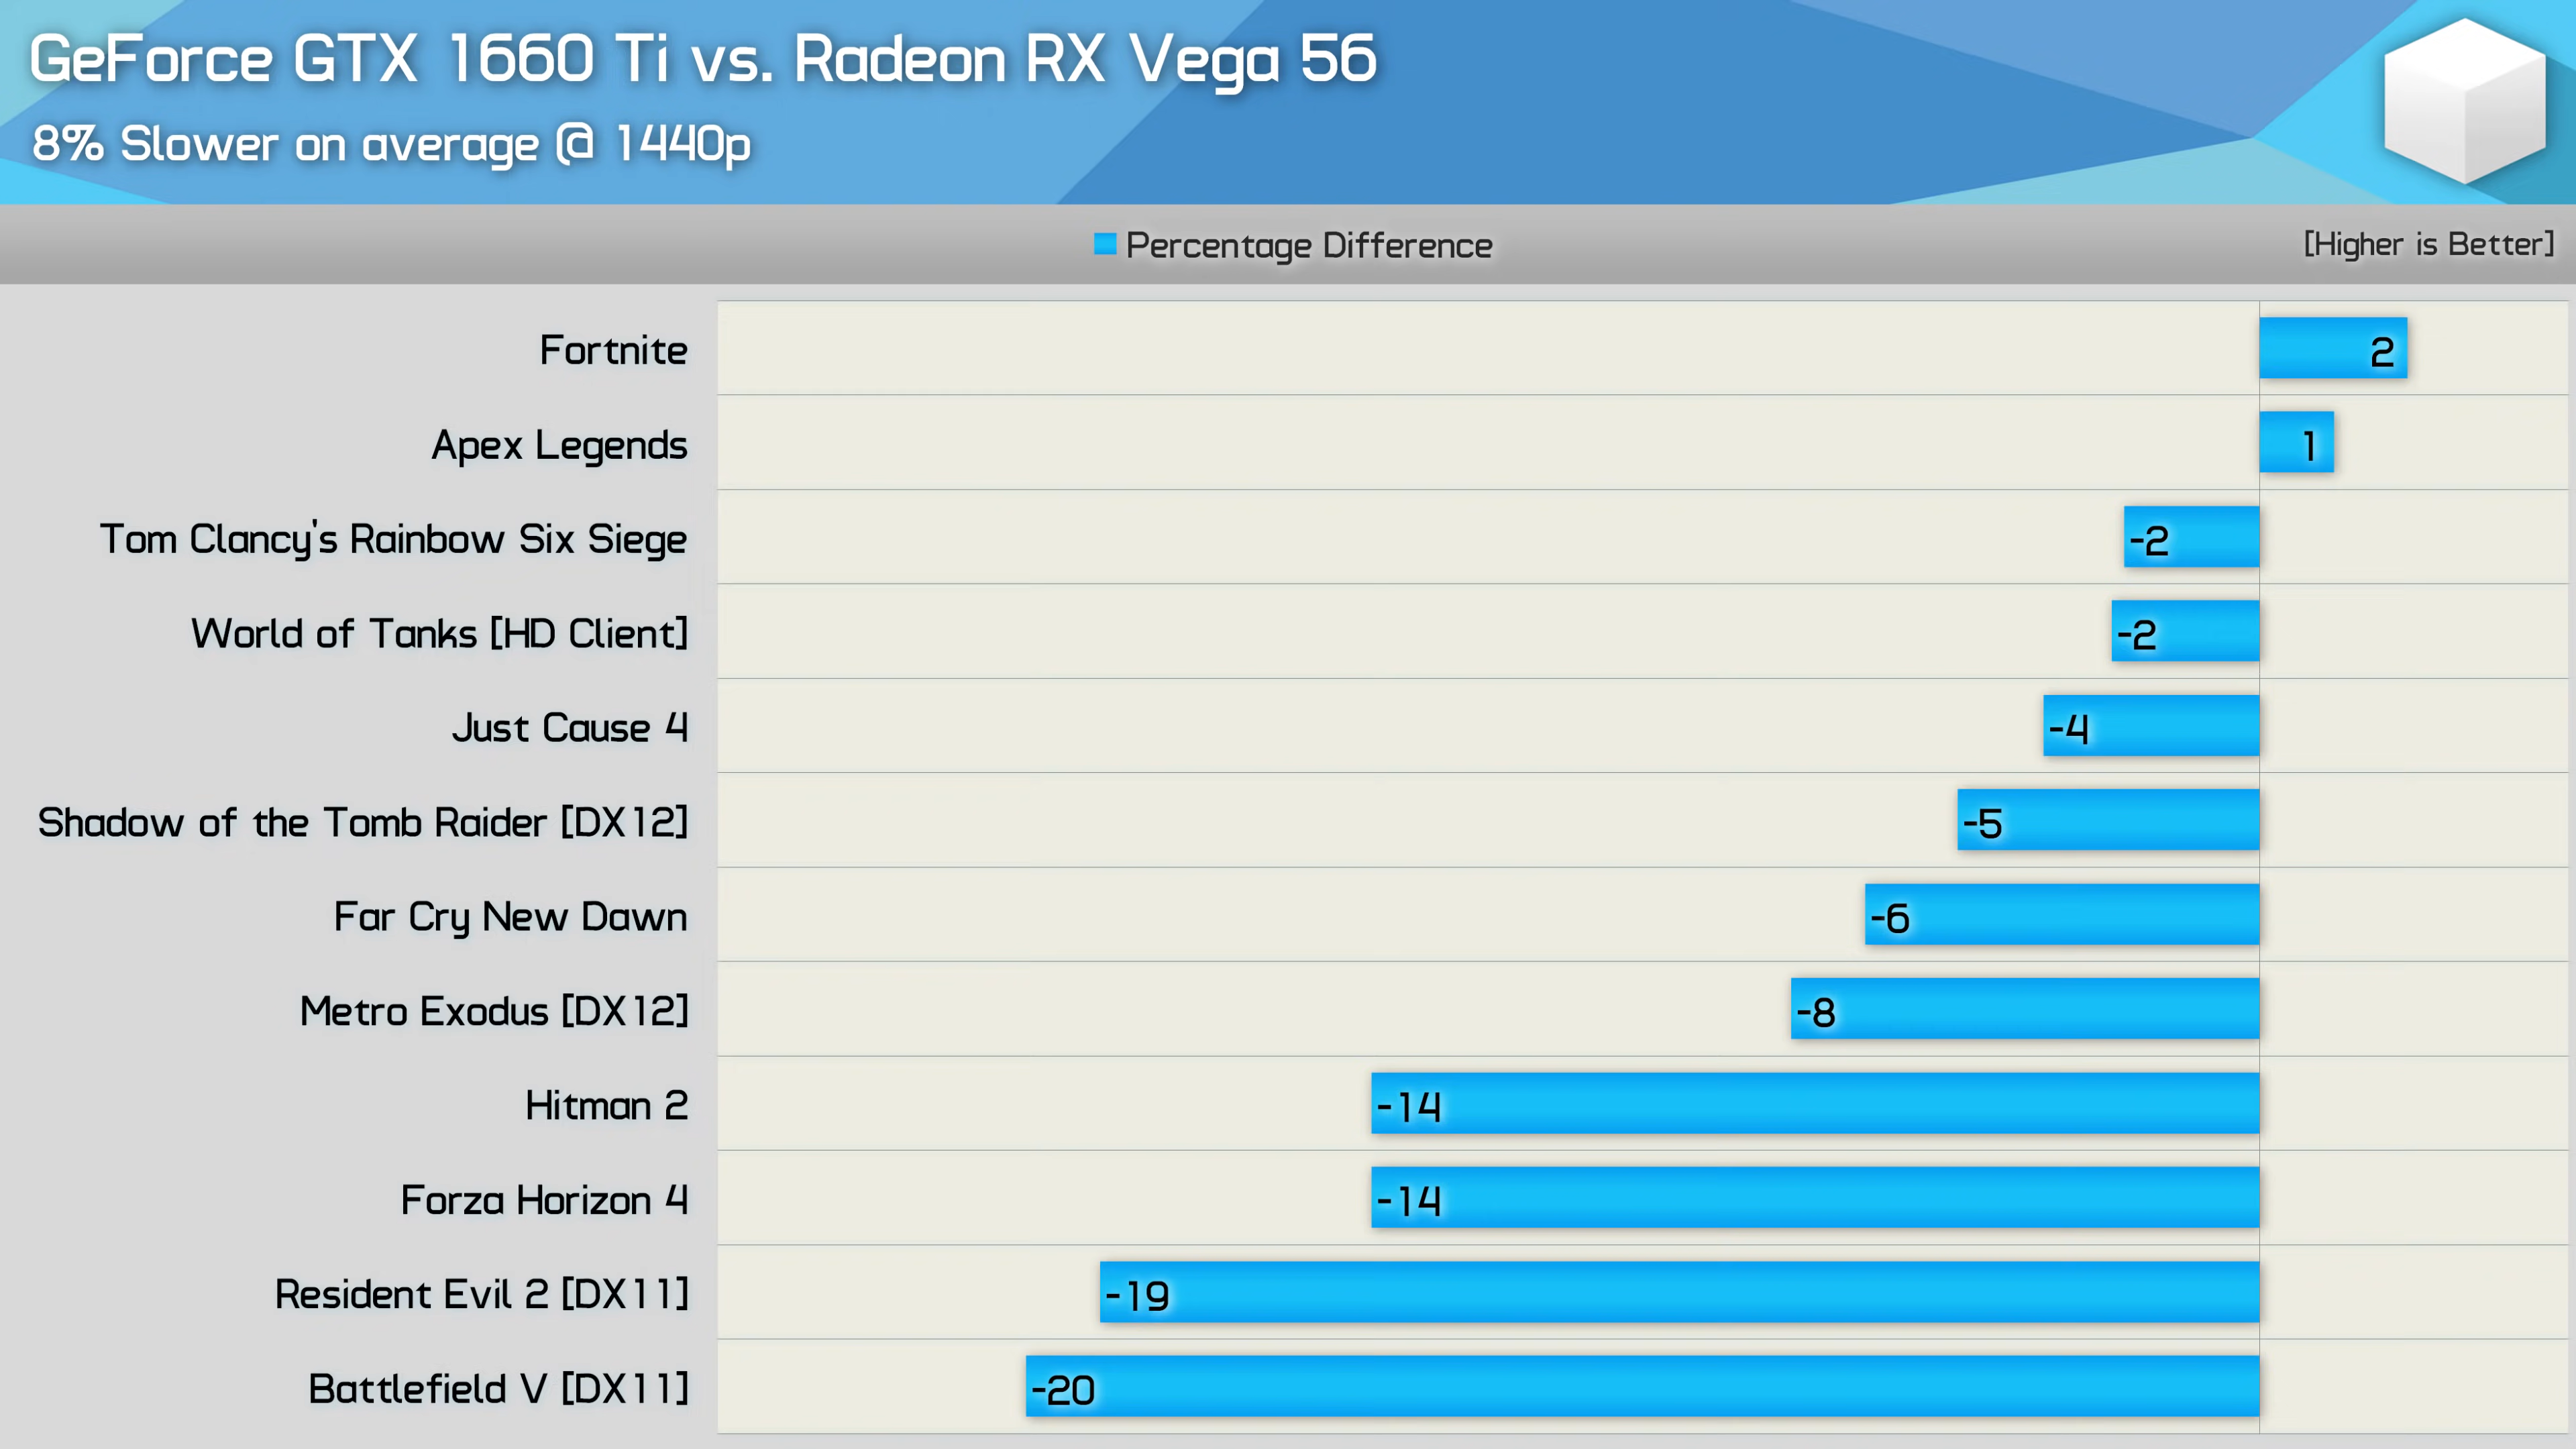 GeForce GTX 1660 Ti vs. Radeon RX Vega 56
8% Slower on average @ 1440p
Percentage Difference
[Higher is Better]
Fortnite 2
Apex Legends 1
Tom Clancy's Rainbow Six Siege -2
World of Tanks [HD Client] -2
Just Cause 4 -4
Shadow of the Tomb Raider [DX12] -5
Far Cry New Dawn -6
Metro Exodus [DX12] -8
Hitman 2 -14
Forza Horizon 4 -14
Resident Evil 2 [DX11] -19
Battlefield V [DX11] -20